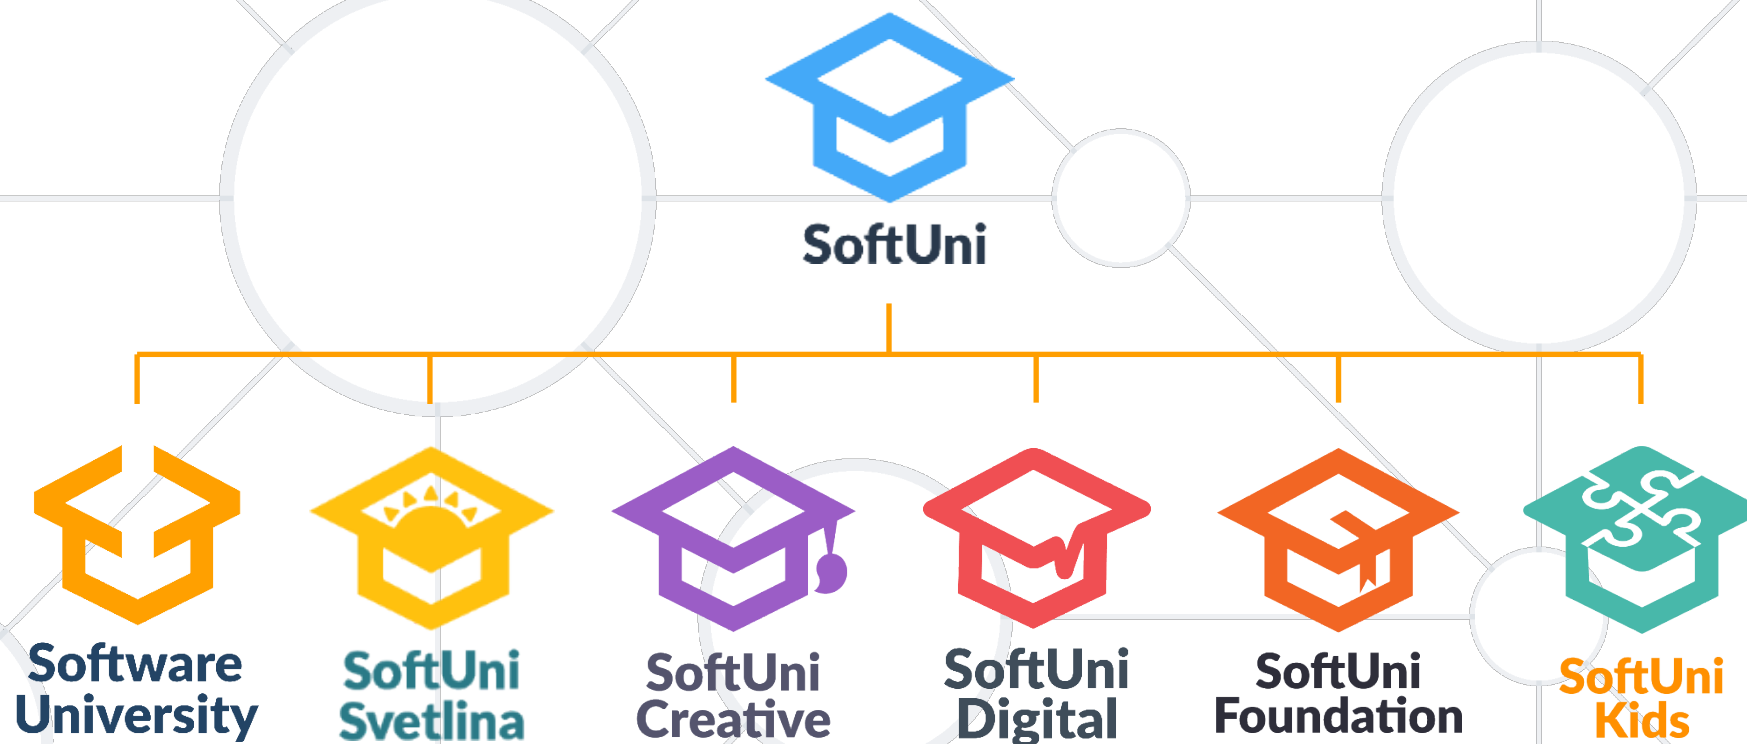 SoftUni
Software
University
SoftUni
Svetlina
SoftUni
Creative
SoftUni
Digital
SoftUni
Foundation
SoftUni
Kids